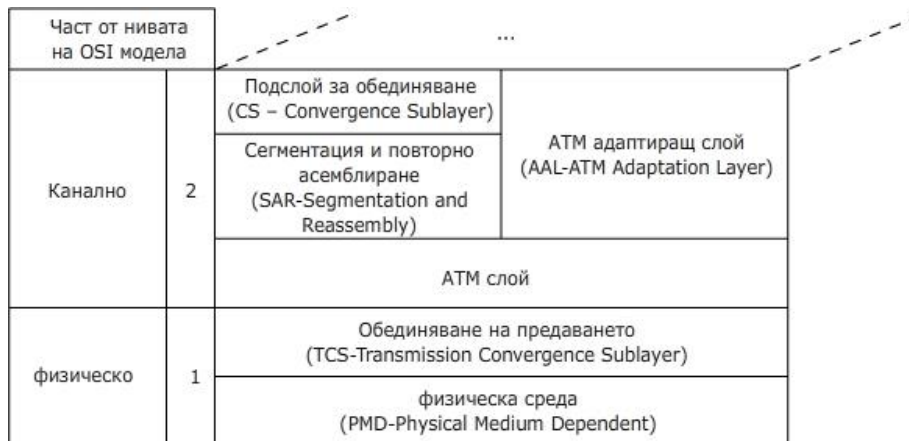 Част от нивата
на OSI модела
...
Канално
2
Подслой за обединяване
(CS – Convergence Sublayer)
Сегментация и повторно
асемблиране
(SAR-Segmentation and
Reassembly)
АТМ адаптиращ слой
(AAL-ATM Adaptation Layer)
АТМ слой
физическо
1
Обединяване на предаването
(TCS-Transmission Convergence Sublayer)
физическа среда
(PMD-Physical Medium Dependent)